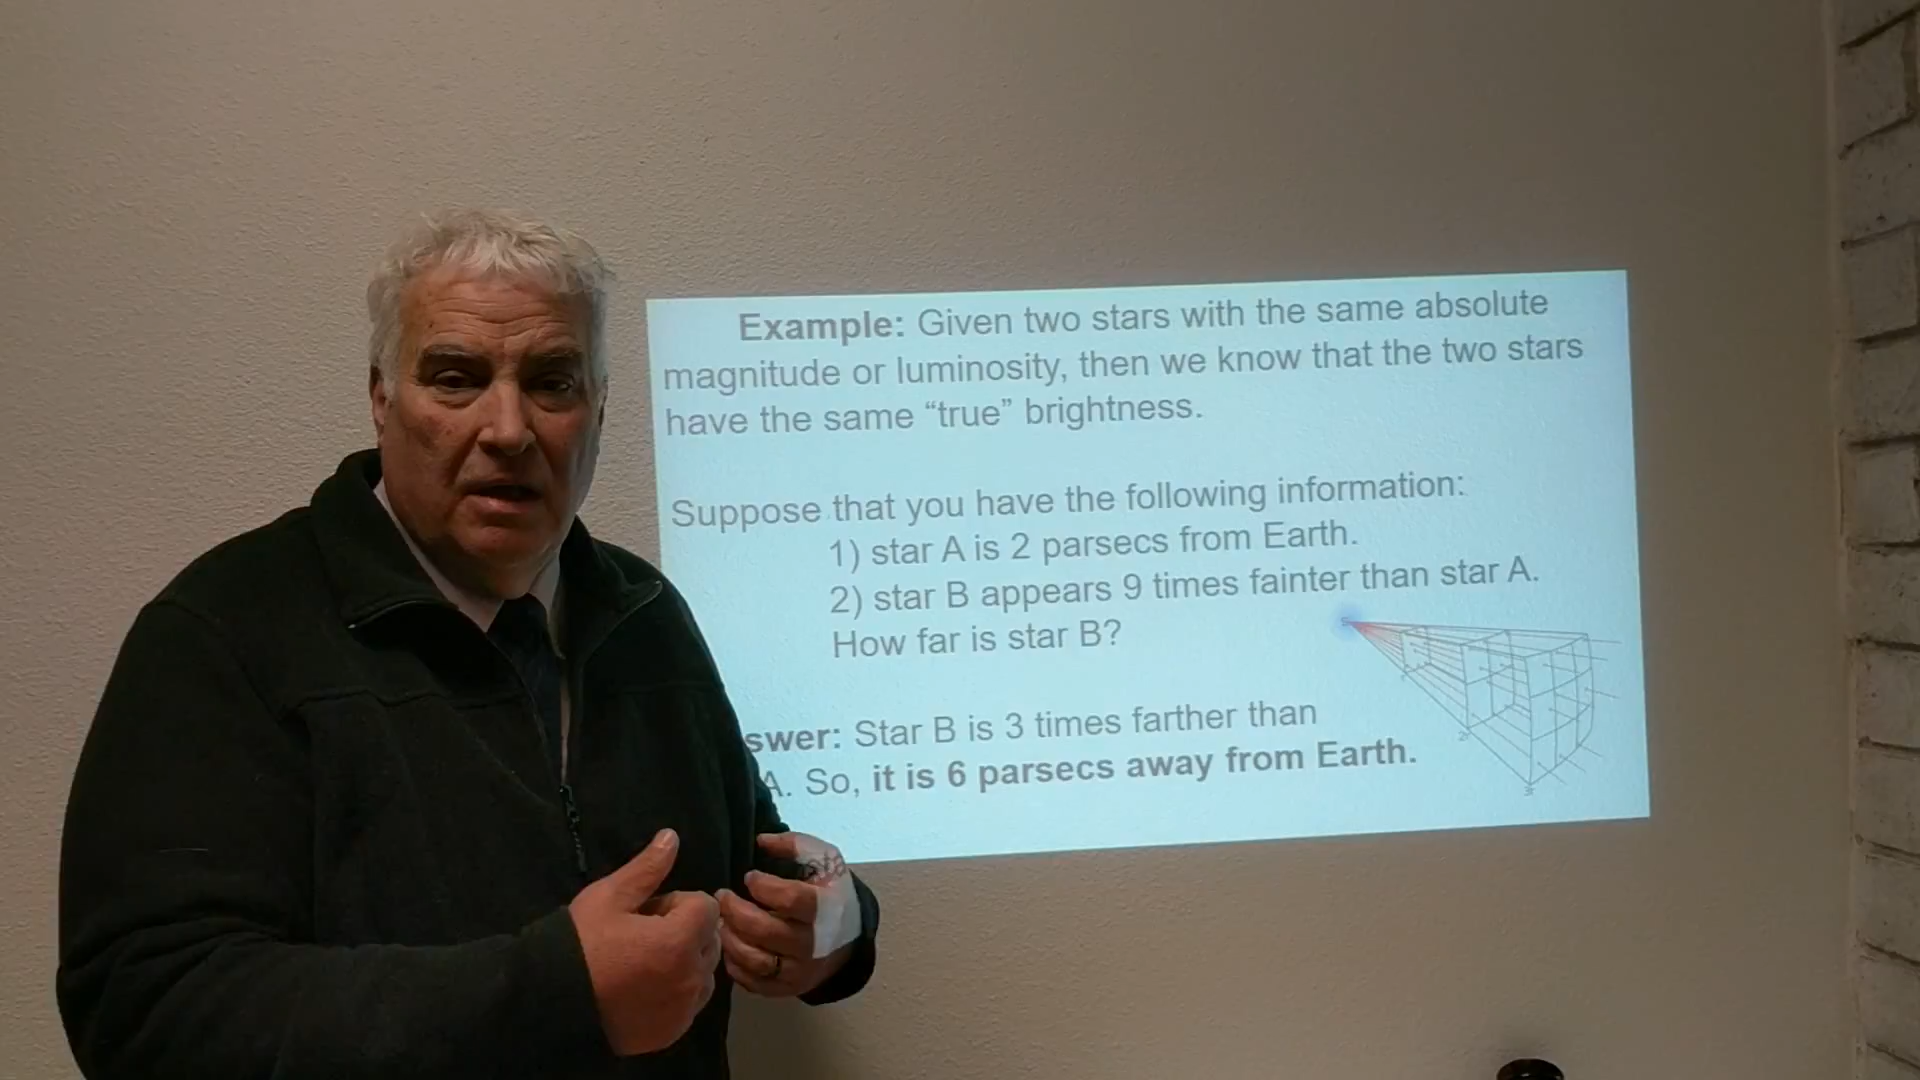 Example: Given two stars with the same absolute
magnitude or luminosity, then we know that the two stars
have the same “true” brightness.
Suppose that you have the following information:
1) star A is 2 parsecs from Earth.
2) star B appears 9 times fainter than star A.
How far is star B?
swer: Star B is 3 times farther than
A. So, it is 6 parsecs away from Earth.